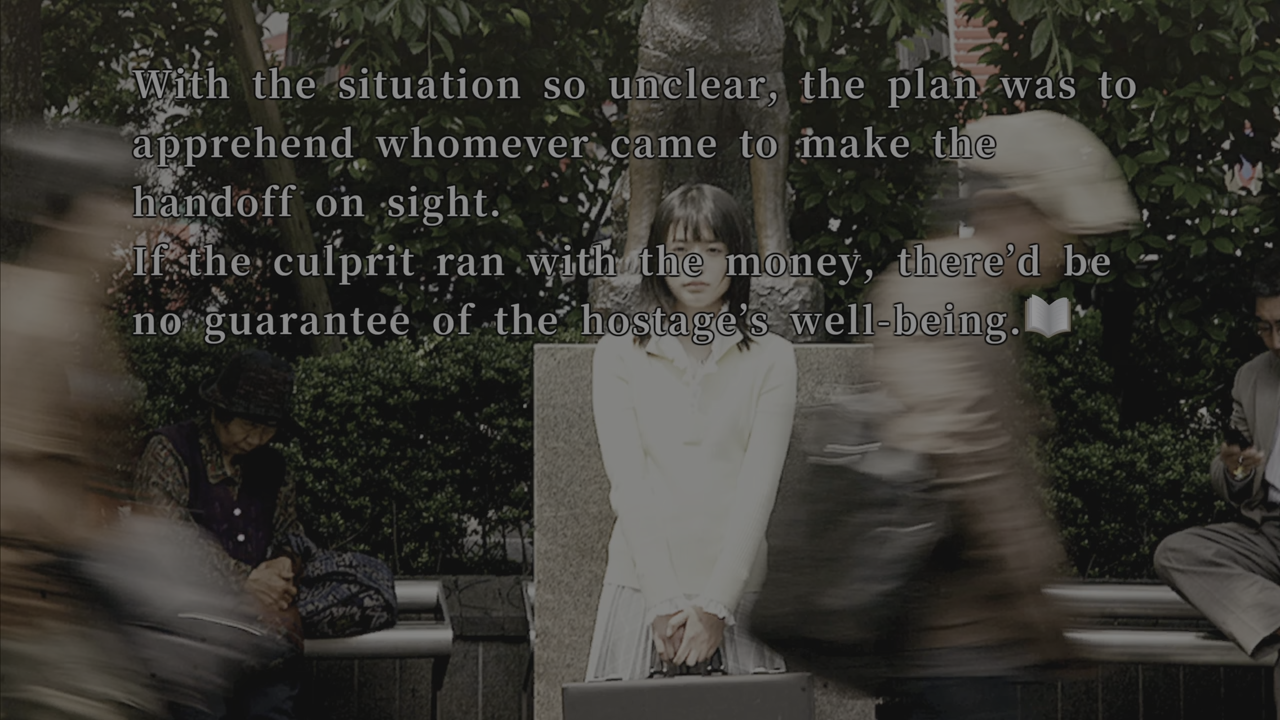 With the situation so unclear, the plan was to
apprehend whomever came to make the
handoff on sight.
If the culprit ran with the money, there’d be
no guarantee of the hostage’s well-being.